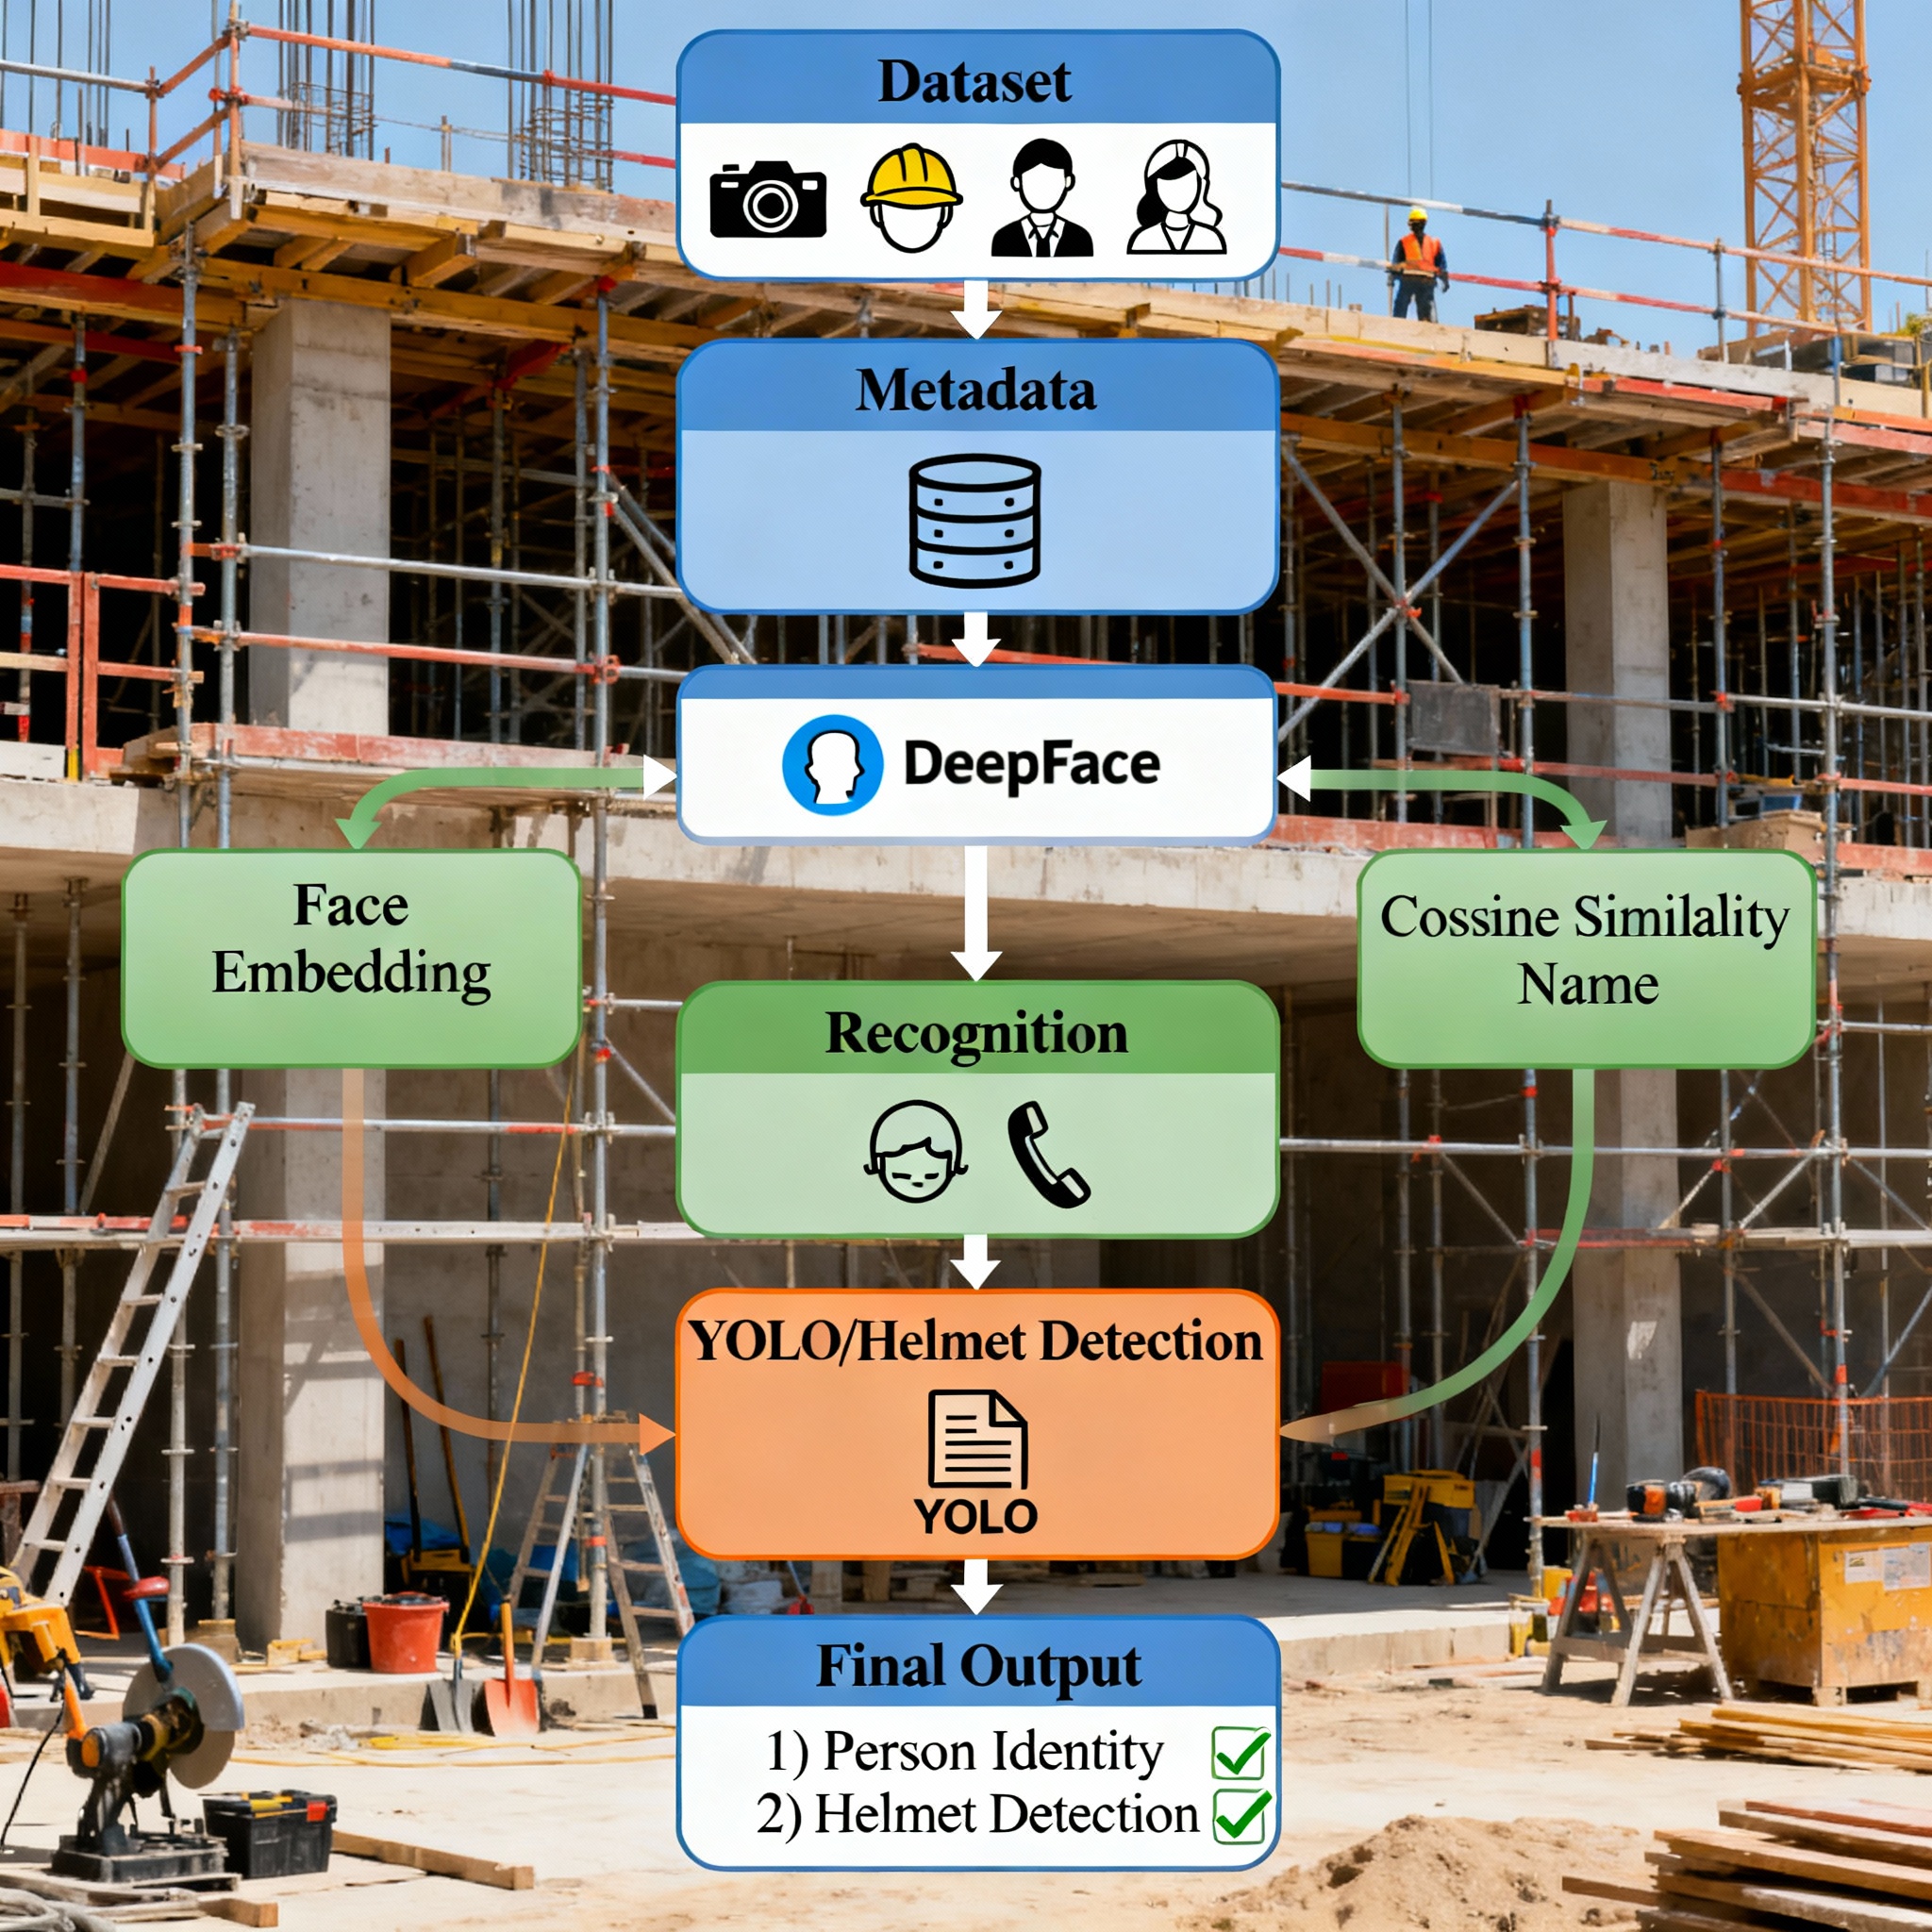 Dataset
Metadata
DeepFace
Face
Embedding
Cossine Similality
Name
Recognition
YOLO/Helmet Detection
YOLO
Final Output
1) Person Identity
2) Helmet Detection